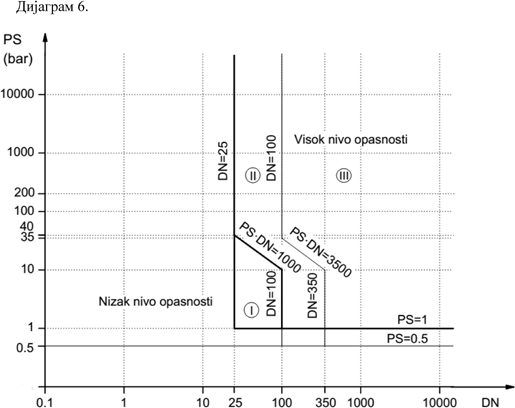 Дијаграм 6.
PS
(bar)
10000
1000
200
100
40
35
10
1
0.5
DN=25
DN=100
Visok nivo opasnosti
II
III
PS·DN=1000
PS·DN=3500
DN=100
DN=350
Nizak nivo opasnosti
I
PS=1
PS=0.5
0.1
1
10
25
100
350
1000
10000
DN